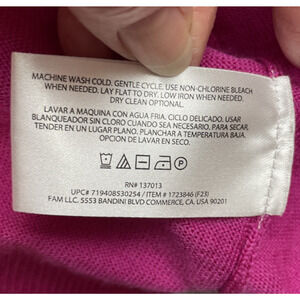 MACHINE WASH COLD, GENTLE CYCLE. USE NON-CHLORINE BLEACH
WHEN NEEDED. LAY FLAT TO DRY. LOW IRON WHEN NEEDED.
DRY CLEAN OPTIONAL.
LAVAR A MAQUINA CON AGUA FRIA. CICLO DELICADO. USAR
BLANQUEADOR SIN CLORO CUANDO SEA NECESARIO, PARA SECAR,
TENDER EN UN LUGAR PLANO. PLANCHAR A TEMPERATURA BAJA.
OPCION DE LAVAR EN SECO.
P
RN# 137013
UPC# 719408530254 / ITEM# 1723846 (F23)
FAM LLC. 5553 BANDINI BLVD COMMERCE, CA. USA 90201